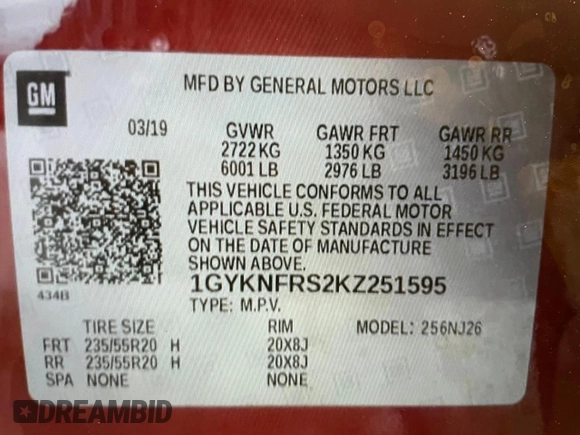 GM
MFD BY GENERAL MOTORS LLC
03/19 GVWR GAWR FRT GAWR RR
2722 KG 1350 KG 1450 KG
6001 LB 2976 LB 3196 LB
THIS VEHICLE CONFORMS TO ALL
APPLICABLE U.S. FEDERAL MOTOR
VEHICLE SAFETY STANDARDS IN EFFECT
ON THE DATE OF MANUFACTURE
SHOWN ABOVE.
434B
1GYKNFRS2KZ251595
TYPE: M.P.V.
TIRE SIZE RIM MODEL: 256NJ26
FRT 235/55R20 H 20X8J
RR 235/55R20 H 20X8J
SPA NONE NONE
DREAMBID